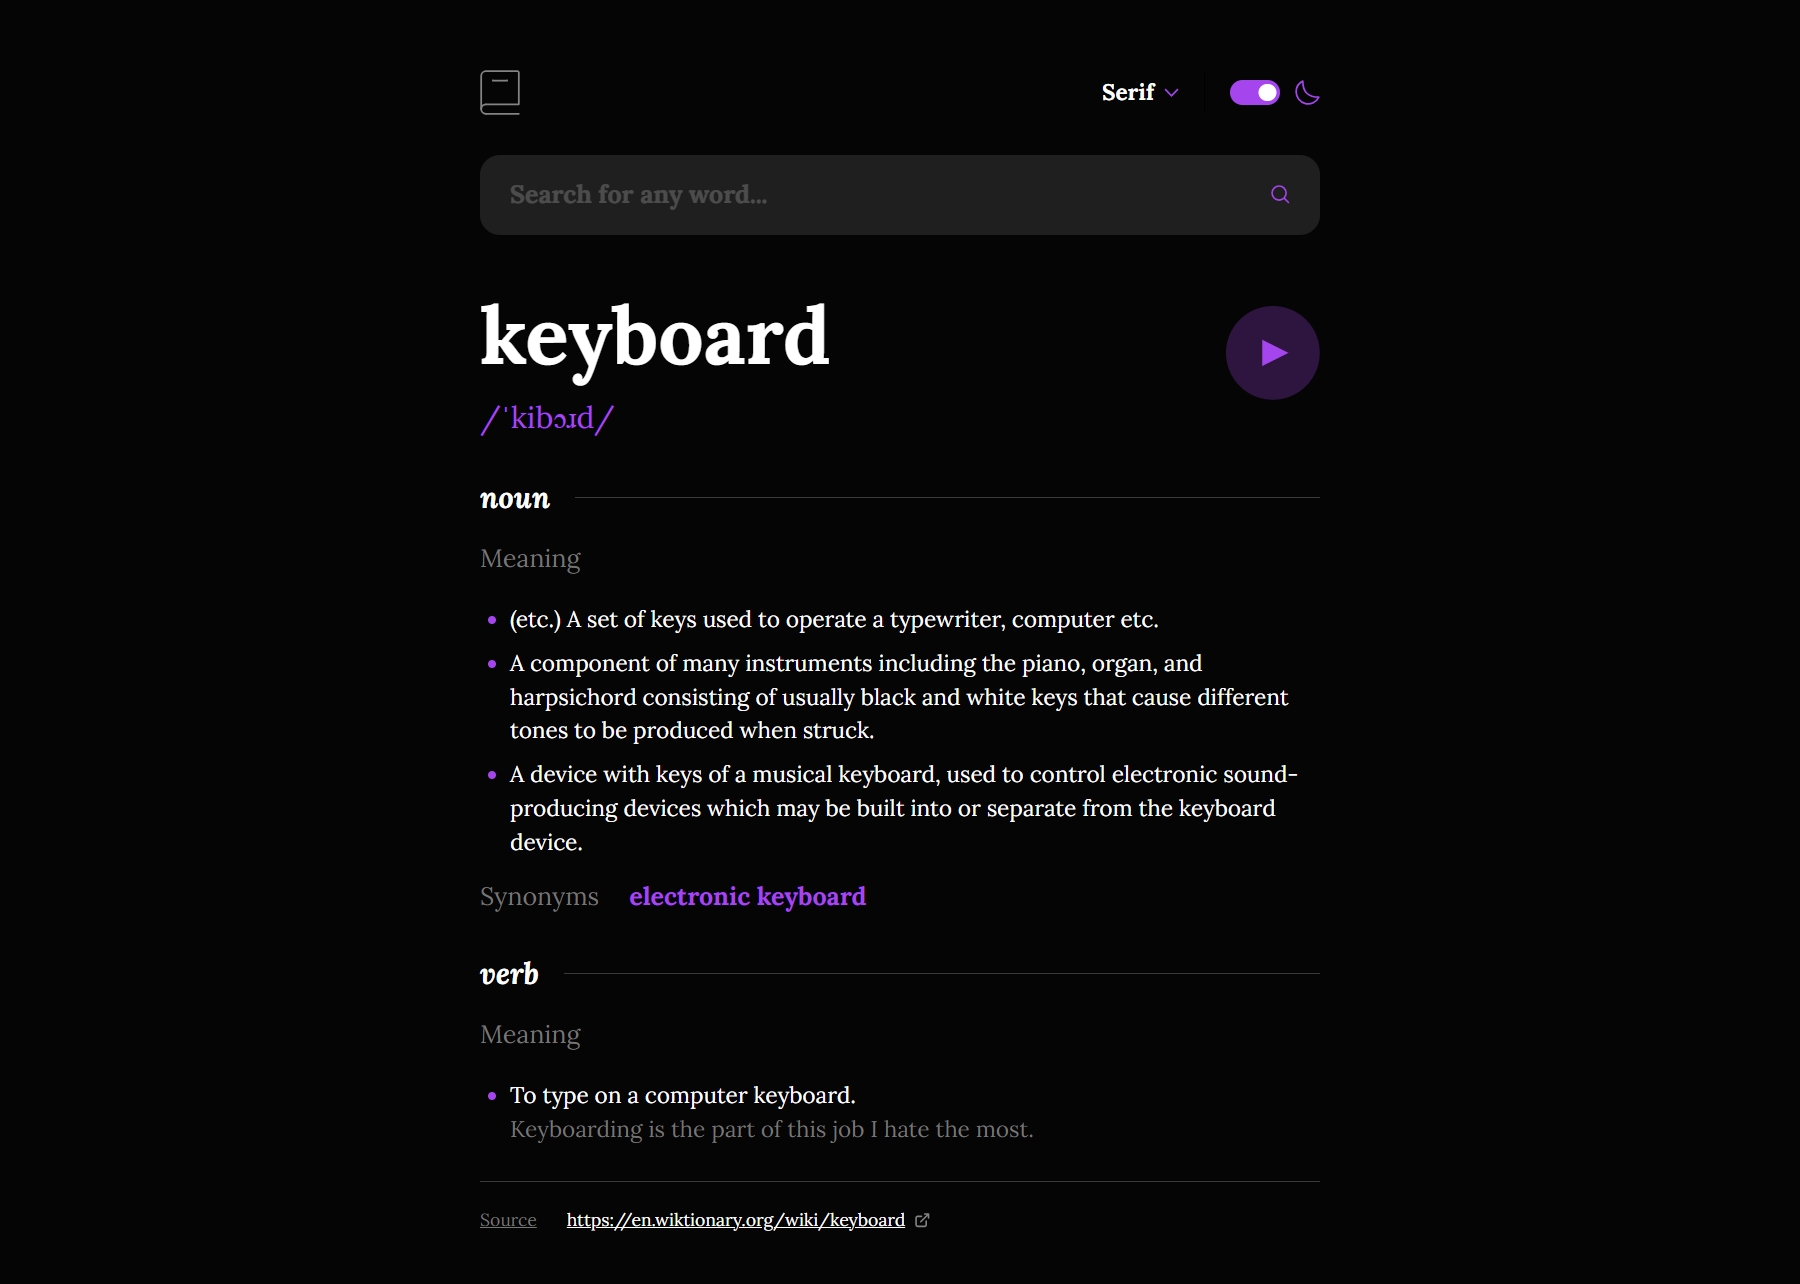 Serif
Search for any word...
keyboard
/ˈkibɔɹd/
noun
Meaning
(etc.) A set of keys used to operate a typewriter, computer etc.
A component of many instruments including the piano, organ, and
harpsichord consisting of usually black and white keys that cause different
tones to be produced when struck.
A device with keys of a musical keyboard, used to control electronic sound-
producing devices which may be built into or separate from the keyboard
device.
Synonyms electronic keyboard
verb
Meaning
To type on a computer keyboard.
Keyboarding is the part of this job I hate the most.
Source https://en.wiktionary.org/wiki/keyboard